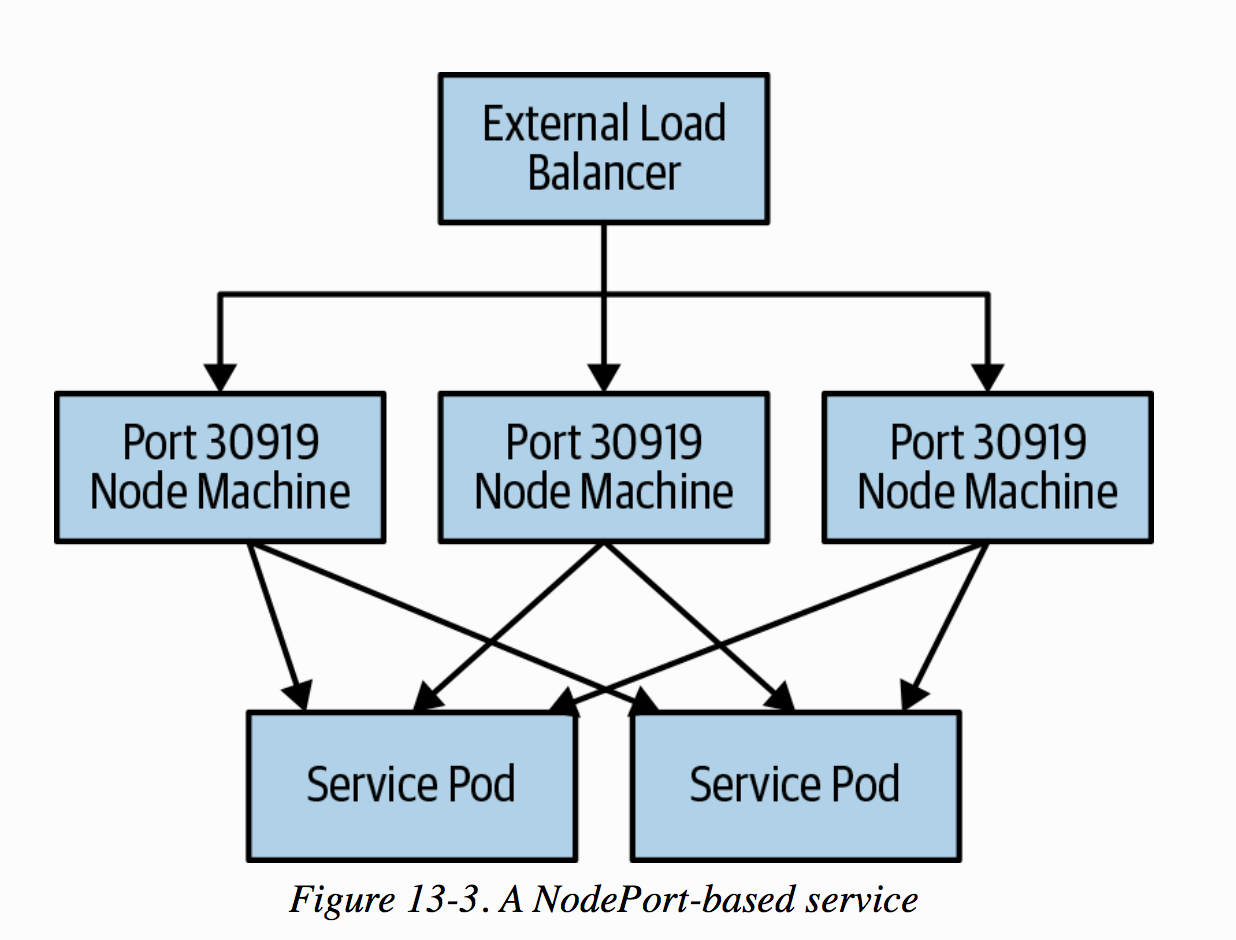 External Load
Balancer
Port 30919
Node Machine
Port 30919
Node Machine
Port 30919
Node Machine
Service Pod
Service Pod
Figure 13-3. A NodePort-based service